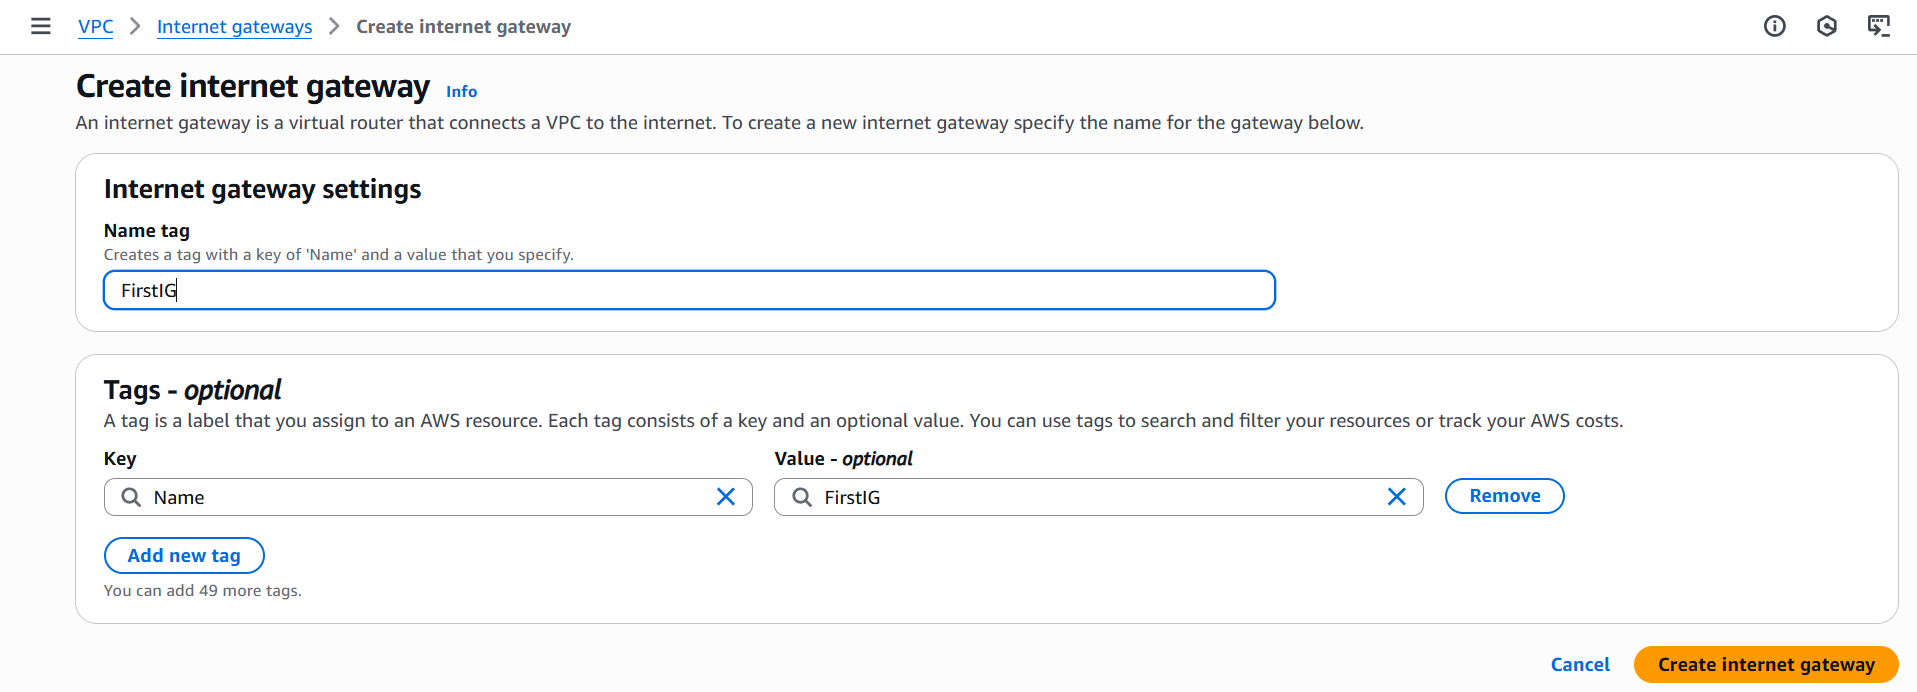 VPC > Internet gateways > Create internet gateway
Create internet gateway Info
An internet gateway is a virtual router that connects a VPC to the internet. To create a new internet gateway specify the name for the gateway below.
Internet gateway settings
Name tag
Creates a tag with a key of 'Name' and a value that you specify.
FirstIG
Tags - optional
A tag is a label that you assign to an AWS resource. Each tag consists of a key and an optional value. You can use tags to search and filter your resources or track your AWS costs.
Key Value - optional
Name FirstIG Remove
Add new tag
You can add 49 more tags.
Cancel Create internet gateway